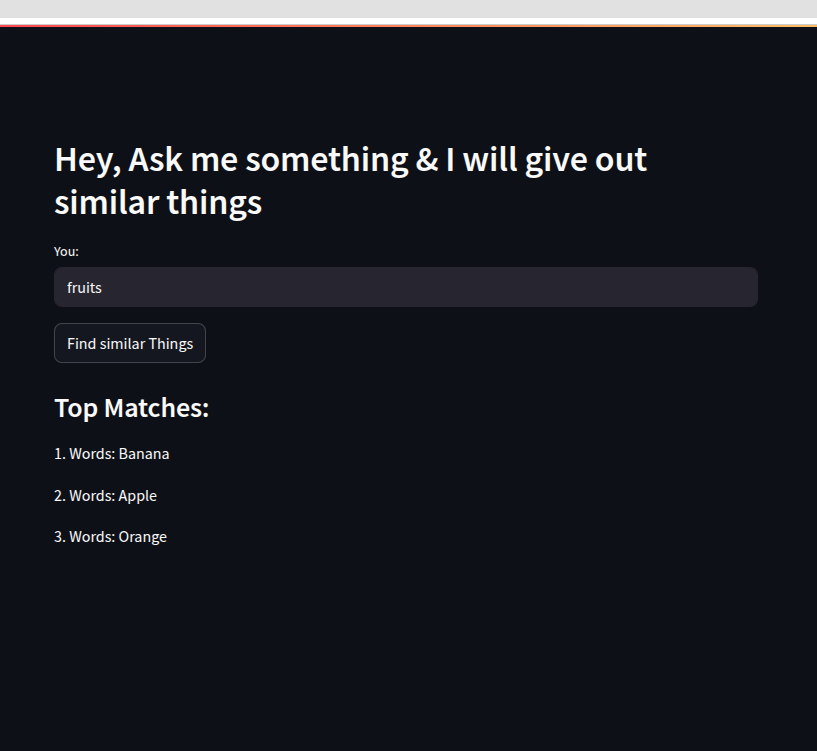 Hey, Ask me something & I will give out
similar things
You:
fruits
Find similar Things
Top Matches:
1. Words: Banana
2. Words: Apple
3. Words: Orange